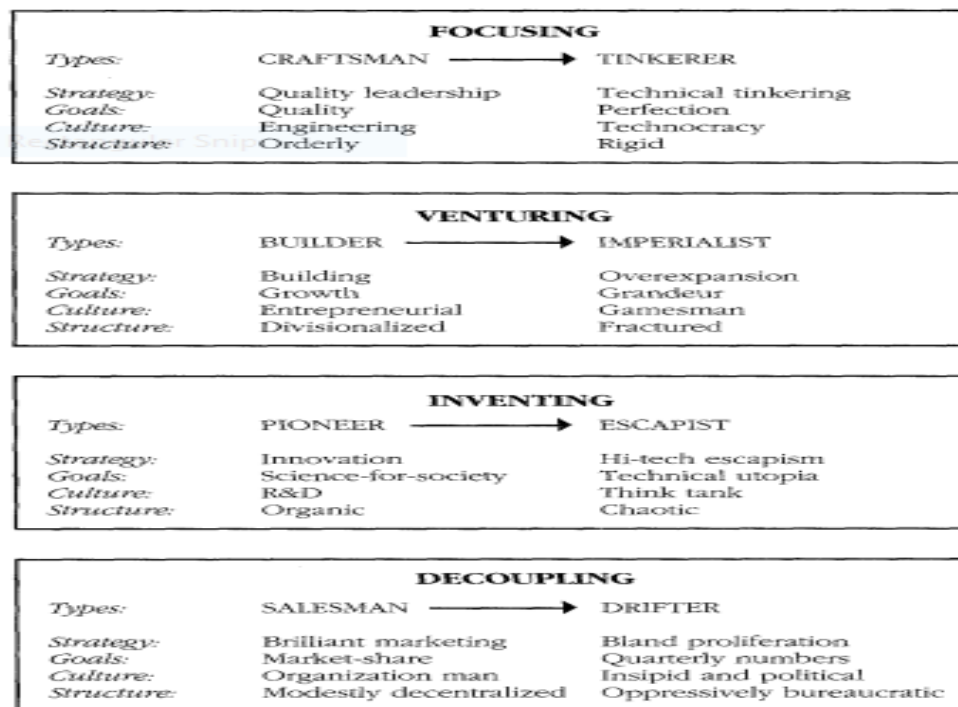 FOCUSING
Types: CRAFTSMAN → TINKERER
Strategy: Quality leadership Technical tinkering
Goals: Quality Perfection
Culture: Engineering Technocracy
Structure: Orderly Rigid
VENTURING
Types: BUILDER → IMPERIALIST
Strategy: Building Overexpansion
Goals: Growth Grandeur
Culture: Entrepreneurial Gamesman
Structure: Divisionalized Fractured
INVENTING
Types: PIONEER → ESCAPIST
Strategy: Innovation Hi-tech escapism
Goals: Science-for-society Technical utopia
Culture: R&D Think tank
Structure: Organic Chaotic
DECOUPLING
Types: SALESMAN → DRIFTER
Strategy: Brilliant marketing Bland proliferation
Goals: Market-share Quarterly numbers
Culture: Organization man Insipid and political
Structure: Modestly decentralized Oppressively bureaucratic